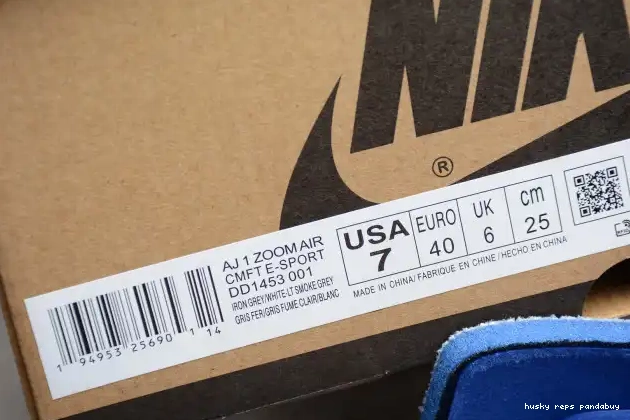 NIKE
®
AJ 1 ZOOM AIR
CMFT E-SPORT
DD1453 001
IRON GREY/WHITE-LT SMOKE GREY
GRIS FER/GRIS FUME CLAIR/BLANC
USA
7
EURO
40
UK
6
cm
25
MADE IN CHINA/FABRIQUE EN CHINE/HECHO EN CHINA
1 94953 25690 1 14
husky reps pandabuy